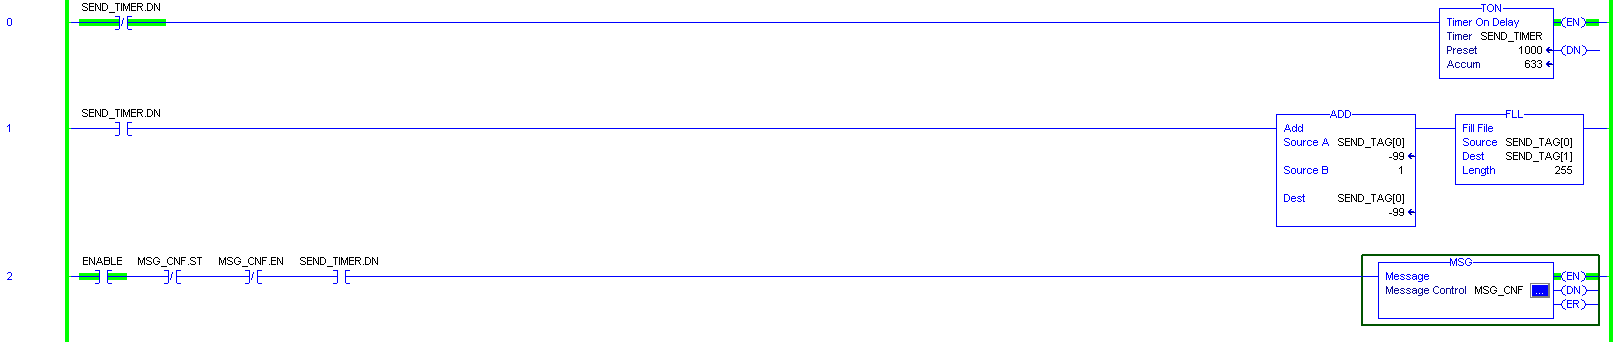 SEND_TIMER.DN
0
TON
Timer On Delay
Timer SEND_TIMER
Preset 1000
Accum 633
(EN)
(DN)
SEND_TIMER.DN
1
ADD
Add
Source A SEND_TAG[0]
-99
Source B 1
Dest SEND_TAG[0]
-99
FLL
Fill File
Source SEND_TAG[0]
Dest SEND_TAG[1]
Length 255
ENABLE MSG_CNF.ST MSG_CNF.EN SEND_TIMER.DN
2
MSG
Message
Message Control MSG_CNF ...
(EN)
(DN)
(ER)